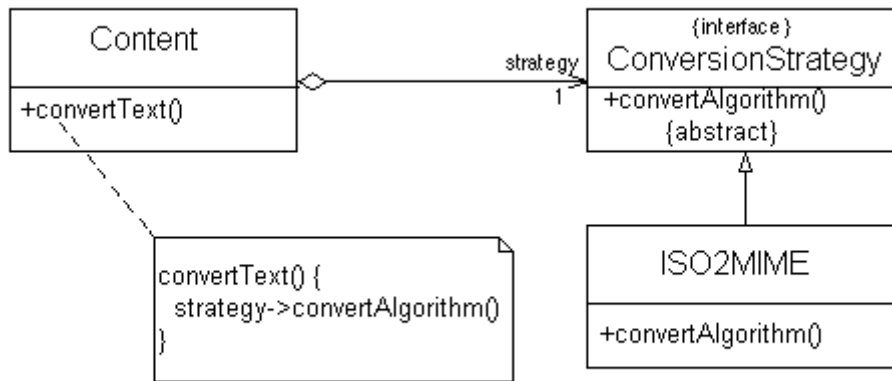 Content
+convertText()
strategy
1
{interface}
ConversionStrategy
+convertAlgorithm()
{abstract}
convertText() {
strategy->convertAlgorithm()
}
ISO2MIME
+convertAlgorithm()